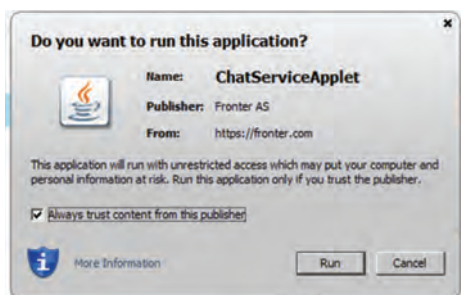 Do you want to run this application?
Name: ChatServiceApplet
Publisher: Fronter AS
From: https://fronter.com
This application will run with unrestricted access which may put your computer and
personal information at risk. Run this application only if you trust the publisher.
Always trust content from this publisher
More Information
Run
Cancel